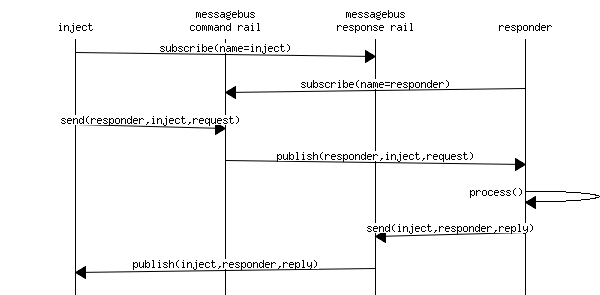 messagebus messagebus
inject command rail response rail responder
subscribe(name=inject)
subscribe(name=responder)
send(responder,inject,request)
publish(responder,inject,request)
process()
send(inject,responder,reply)
publish(inject,responder,reply)